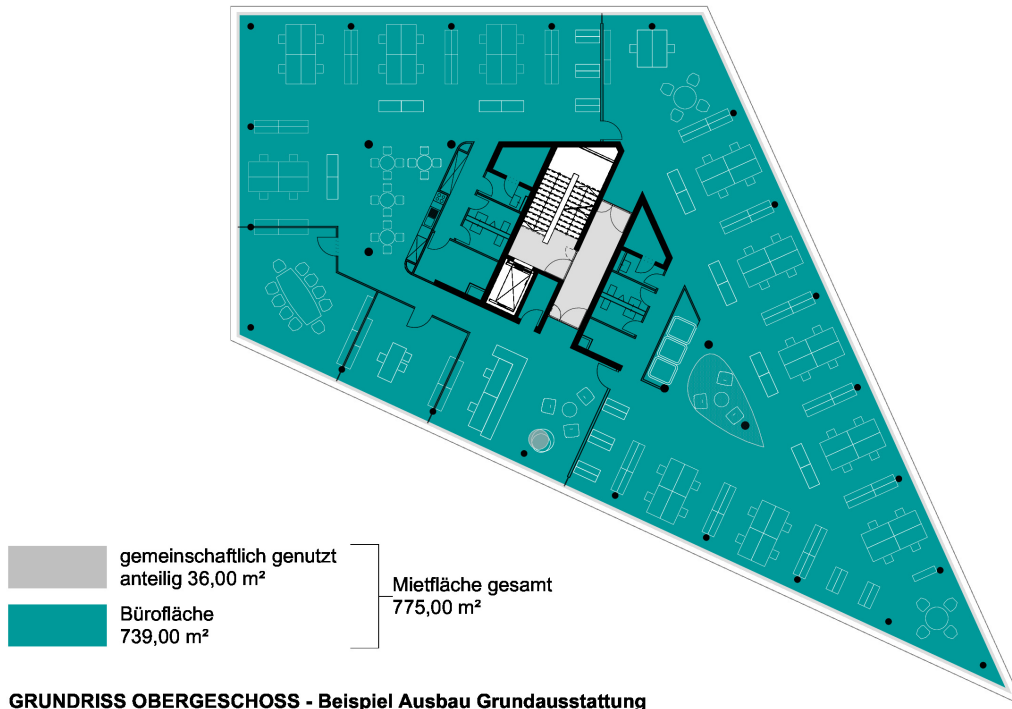 gemeinschaftlich genutzt
anteilig 36,00 m²
Bürofläche
739,00 m²
Mietfläche gesamt
775,00 m²
GRUNDRISS OBERGESCHOSS - Beispiel Ausbau Grundausstattung